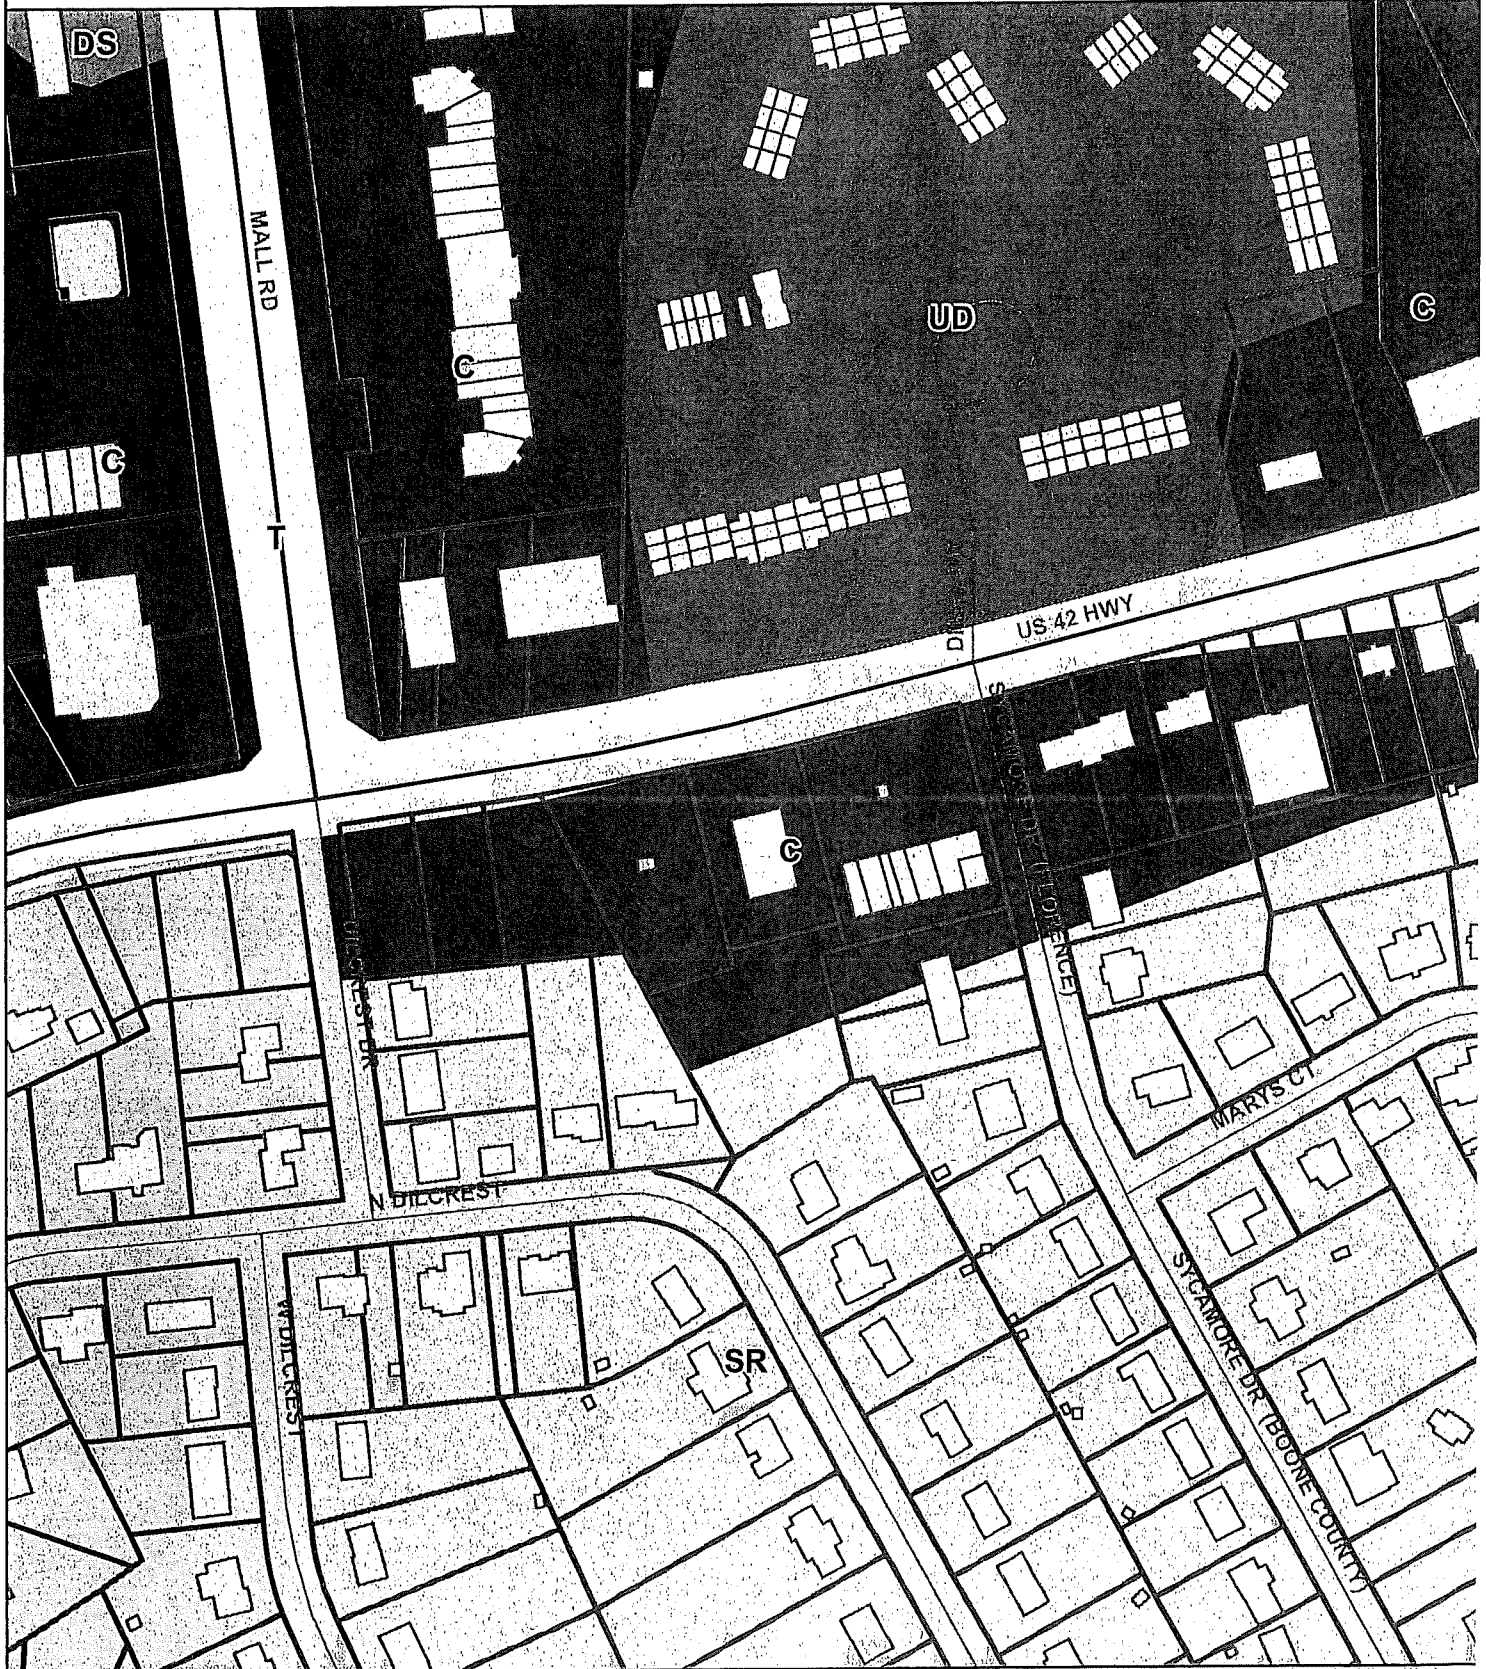 DS
MALL RD
UD
C
C
C
T
US 42 HWY
SYCAMORE DR (FLORENCE)
C
DILCREST DR
MARYS CT
N DILCREST
W DILCREST
SR
SYCAMORE DR (BOONE COUNTY)